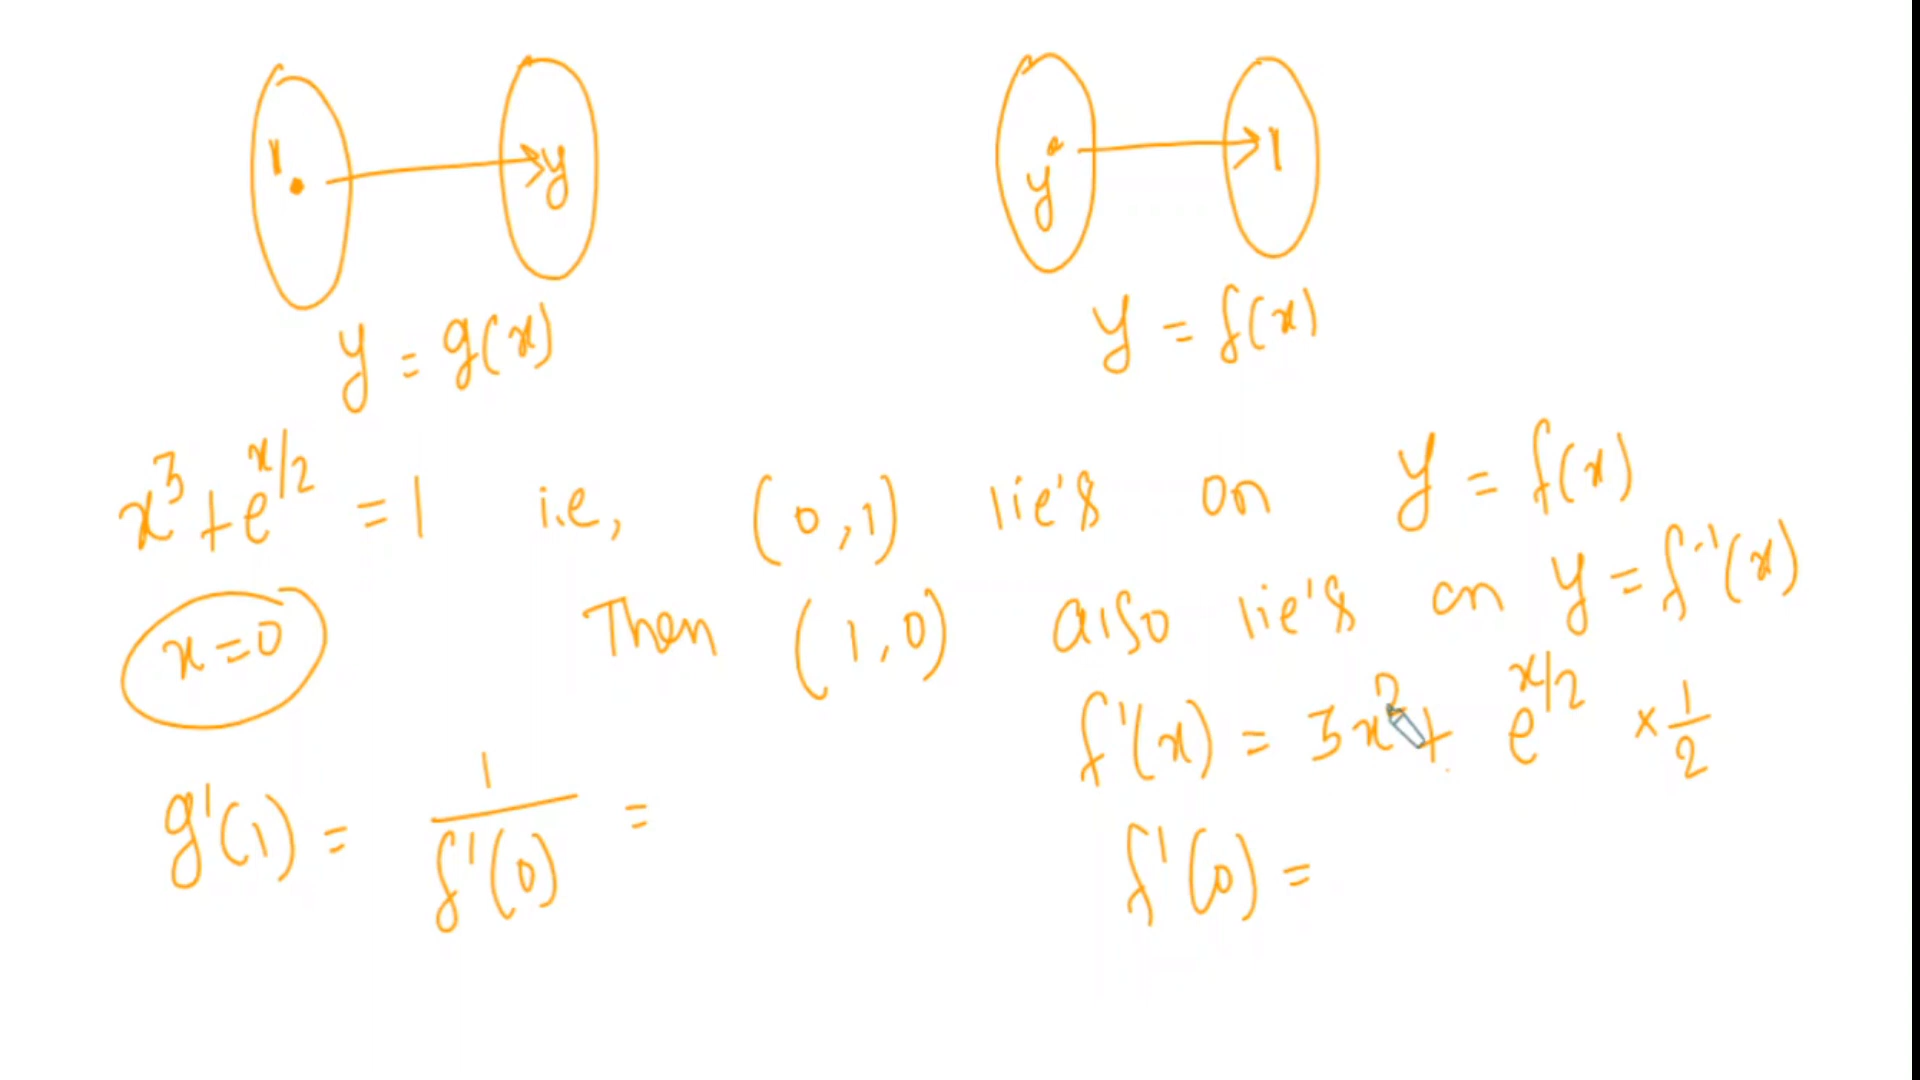 1 y
y 1
y = g(x)
y = f(x)
x³ + e^{x/2} = 1 i.e, (0,1) lie's on y = f(x)
x = 0 Then (1,0) also lie's on y = f⁻¹(x)
f'(x) = 3x² + e^{x/2} × 1/2
g'(1) = 1/f'(0) =
f'(0) =